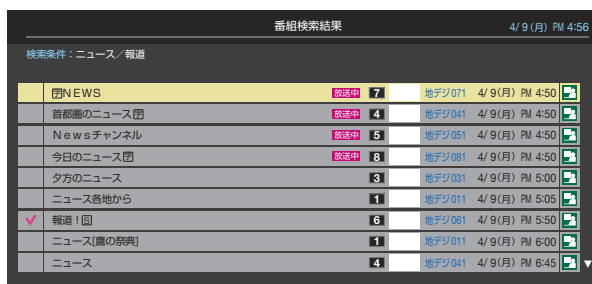 番組検索結果 4/ 9(月) PM 4:56
検索条件：ニュース／報道
字NEWS 放送中 7 地デジ071 4/ 9(月) PM 4:50
首都圏のニュース字 放送中 4 地デジ041 4/ 9(月) PM 4:50
Newsチャンネル 放送中 5 地デジ051 4/ 9(月) PM 4:50
今日のニュース字 放送中 8 地デジ081 4/ 9(月) PM 4:50
夕方のニュース 3 地デジ031 4/ 9(月) PM 5:00
ニュース各地から 1 地デジ011 4/ 9(月) PM 5:05
報道！S 6 地デジ061 4/ 9(月) PM 5:50
ニュース[鷹の祭典] 1 地デジ011 4/ 9(月) PM 6:00
ニュース 4 地デジ041 4/ 9(月) PM 6:45 ▼